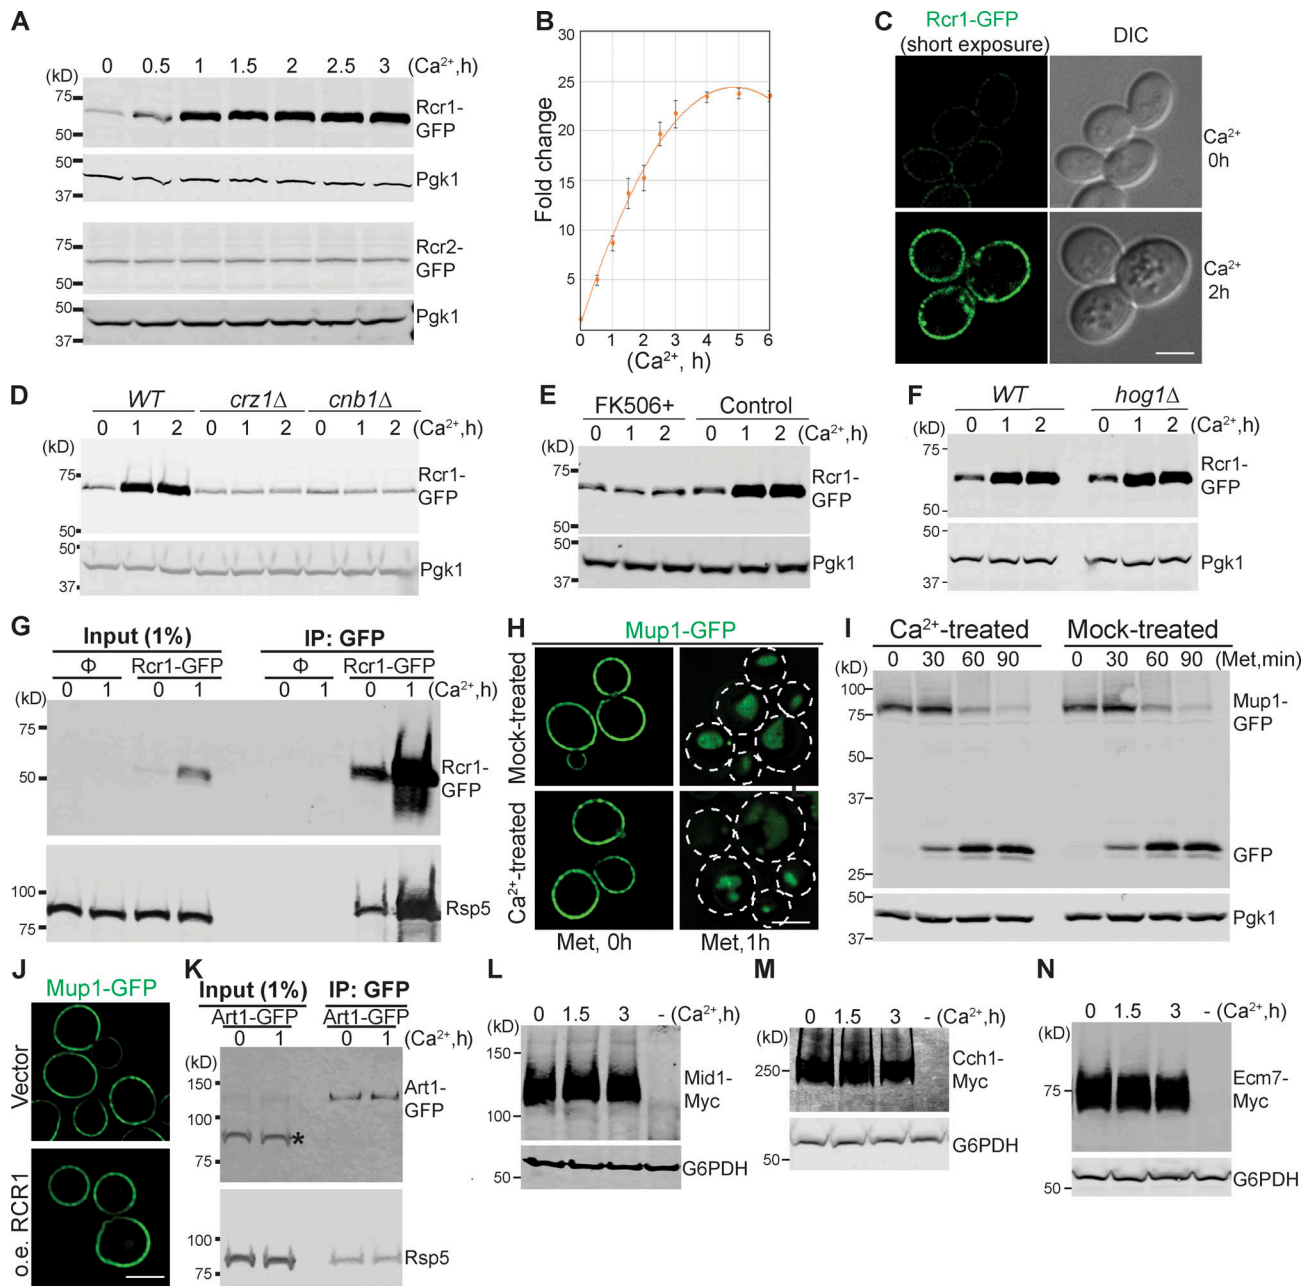 A
0 0.5 1 1.5 2 2.5 3 (Ca²⁺,h)
(kD)
75
50
Rcr1-
GFP
50
37
Pgk1
75
50
Rcr2-
GFP
50
37
Pgk1
B
Fold change
30
25
20
15
10
5
0 1 2 3 4 5 6
(Ca²⁺, h)
C
Rcr1-GFP
(short exposure)
DIC
Ca²⁺
0h
Ca²⁺
2h
D
WT crz1Δ cnb1Δ
0 1 2 0 1 2 0 1 2 (Ca²⁺,h)
(kD)
75
50
Rcr1-
GFP
50
37
Pgk1
E
FK506+ Control
0 1 2 0 1 2 (Ca²⁺,h)
(kD)
75
50
Rcr1-
GFP
50
37
Pgk1
F
WT hog1Δ
0 1 2 0 1 2 (Ca²⁺,h)
(kD)
75
50
Rcr1-
GFP
50
37
Pgk1
G
Input (1%) IP: GFP
Φ Rcr1-GFP Φ Rcr1-GFP
0 1 0 1 0 1 0 1 (Ca²⁺,h)
(kD)
75
50
Rcr1-
GFP
100
75
Rsp5
H
Mup1-GFP
Mock-treated
Ca²⁺-treated
Met, 0h Met,1h
I
Ca²⁺-treated Mock-treated
0 30 60 90 0 30 60 90 (Met,min)
(kD)
100
75
50
37
25
Mup1-
GFP
GFP
50
37
Pgk1
J
Mup1-GFP
Vector
o.e. RCR1
K
Input (1%) IP: GFP
Art1-GFP Art1-GFP
0 1 0 1 (Ca²⁺,h)
(kD)
150
100
75
Art1-
GFP
*
100
75
Rsp5
L
0 1.5 3 - (Ca²⁺,h)
(kD)
150
100
Mid1-
Myc
50
G6PDH
M
0 1.5 3 - (Ca²⁺,h)
(kD)
250
Cch1-
Myc
50
G6PDH
N
0 1.5 3 - (Ca²⁺,h)
(kD)
75
Ecm7-
Myc
50
G6PDH